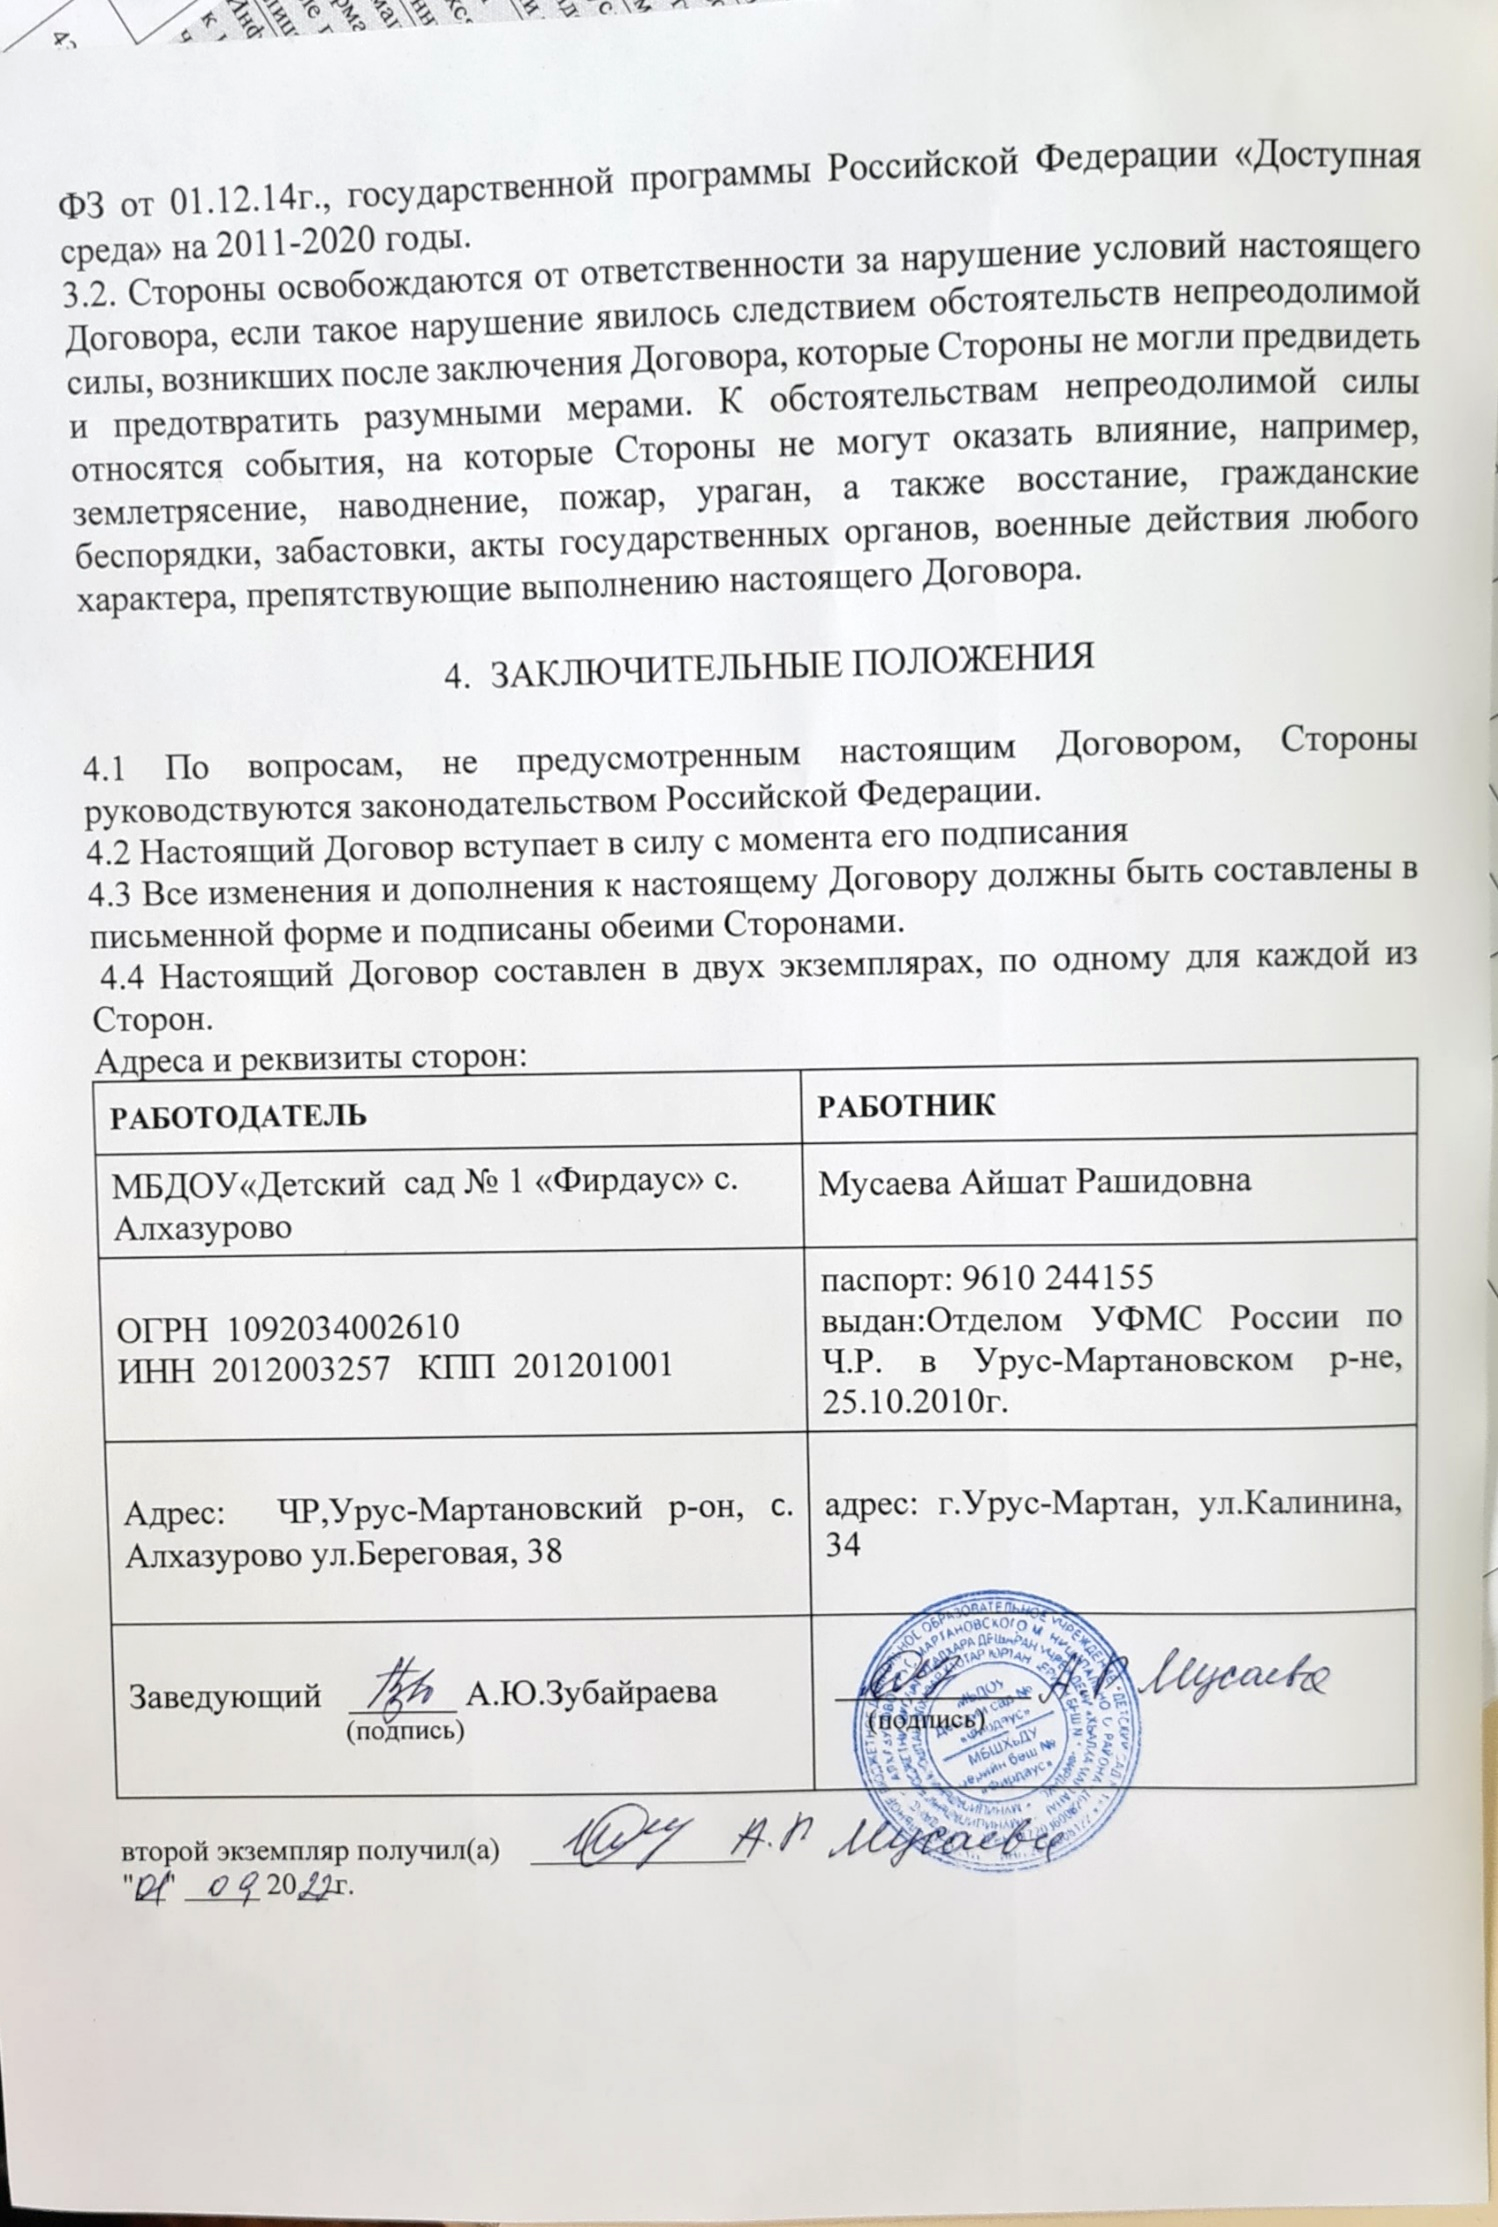 ФЗ от 01.12.14г., государственной программы Российской Федерации «Доступная
среда» на 2011-2020 годы.
3.2. Стороны освобождаются от ответственности за нарушение условий настоящего
Договора, если такое нарушение явилось следствием обстоятельств непреодолимой
силы, возникших после заключения Договора, которые Стороны не могли предвидеть
и предотвратить разумными мерами. К обстоятельствам непреодолимой силы
относятся события, на которые Стороны не могут оказать влияние, например,
землетрясение, наводнение, пожар, ураган, а также восстание, гражданские
беспорядки, забастовки, акты государственных органов, военные действия любого
характера, препятствующие выполнению настоящего Договора.
4. ЗАКЛЮЧИТЕЛЬНЫЕ ПОЛОЖЕНИЯ
4.1 По вопросам, не предусмотренным настоящим Договором, Стороны
руководствуются законодательством Российской Федерации.
4.2 Настоящий Договор вступает в силу с момента его подписания
4.3 Все изменения и дополнения к настоящему Договору должны быть составлены в
письменной форме и подписаны обеими Сторонами.
4.4 Настоящий Договор составлен в двух экземплярах, по одному для каждой из
Сторон.
Адреса и реквизиты сторон:
РАБОТОДАТЕЛЬ
РАБОТНИК
МБДОУ«Детский сад № 1 «Фирдаус» с.
Алхазурово
Мусаева Айшат Рашидовна
ОГРН 1092034002610
ИНН 2012003257 КПП 201201001
паспорт: 9610 244155
выдан:Отделом УФМС России по
Ч.Р. в Урус-Мартановском р-не,
25.10.2010г.
Адрес: ЧР,Урус-Мартановский р-он, с.
Алхазурово ул.Береговая, 38
адрес: г.Урус-Мартан, ул.Калинина,
34
Заведующий А.Ю.Зубайраева
(подпись)
А Р Мусаева
(подпись)
МБДОУ
Детский сад №
«Фирдаус»
МБШХьДУ
берийн беш №
«Фирдаус»
второй экземпляр получил(а) А.Р Мусаева
"01" 09 2022г.